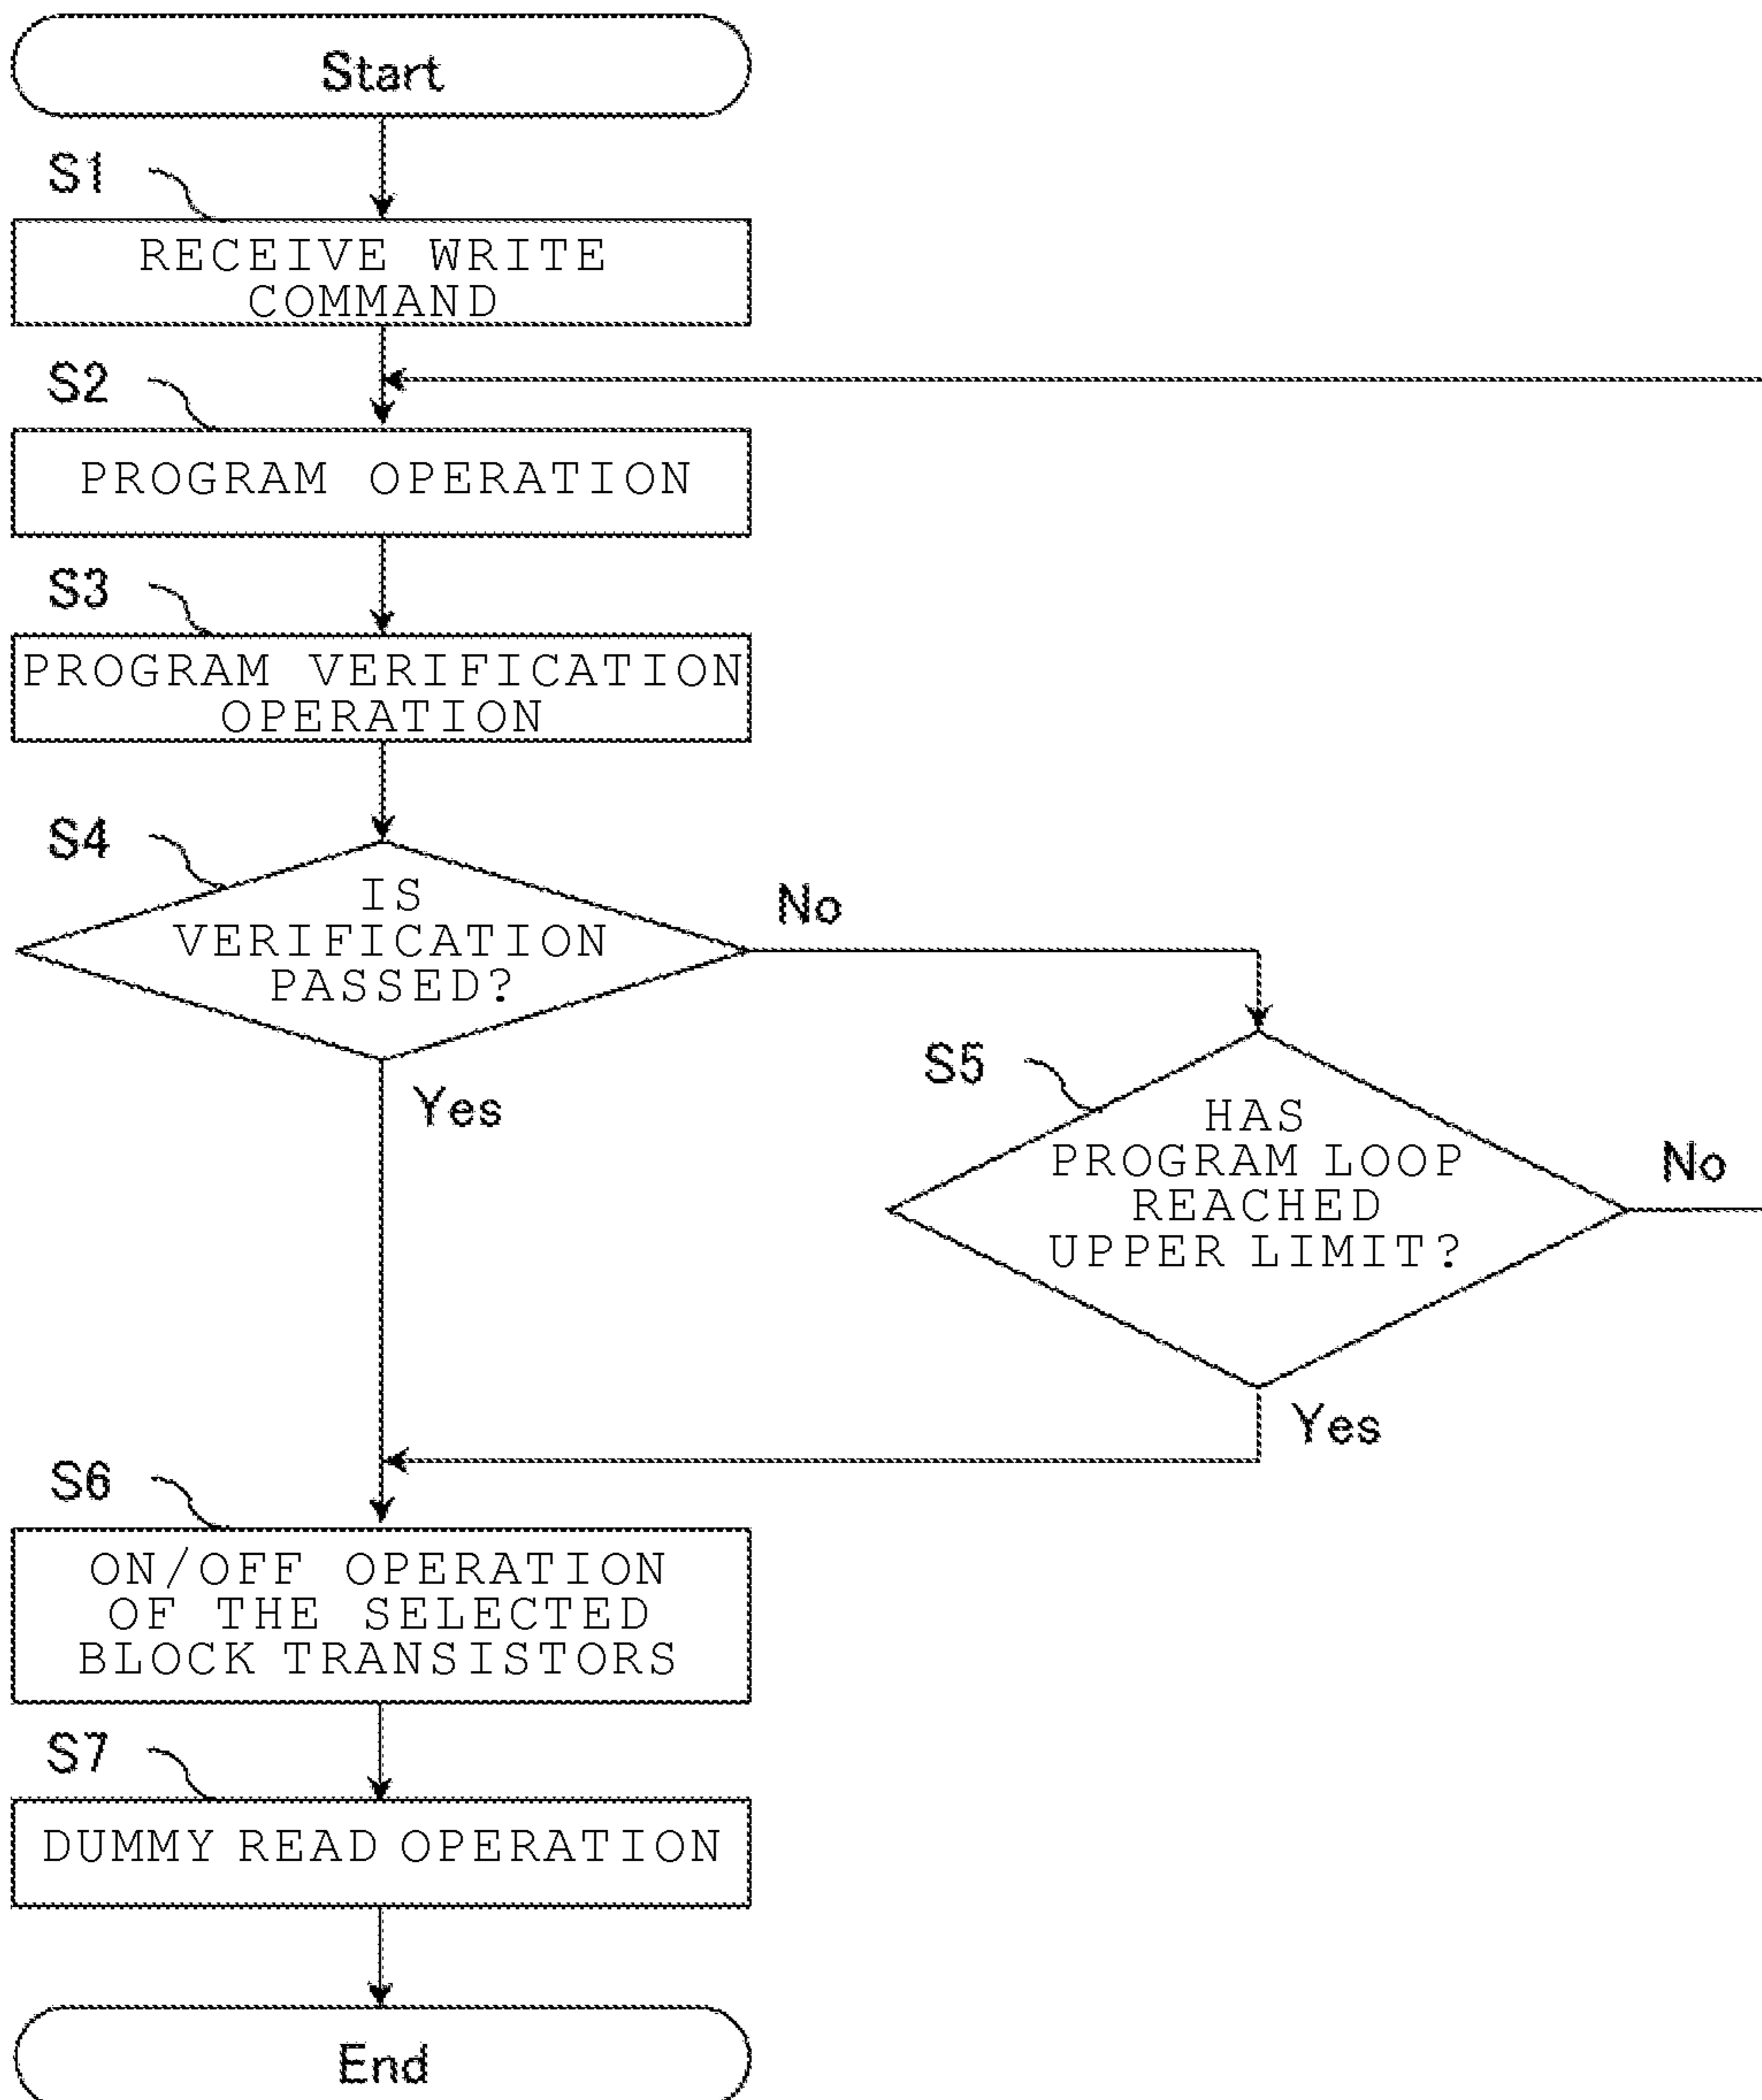 Start
S1
RECEIVE WRITE
COMMAND
S2
PROGRAM OPERATION
S3
PROGRAM VERIFICATION
OPERATION
S4
IS
VERIFICATION
PASSED?
No
Yes
S5
HAS
PROGRAM LOOP
REACHED
UPPER LIMIT?
No
Yes
S6
ON/OFF OPERATION
OF THE SELECTED
BLOCK TRANSISTORS
S7
DUMMY READ OPERATION
End